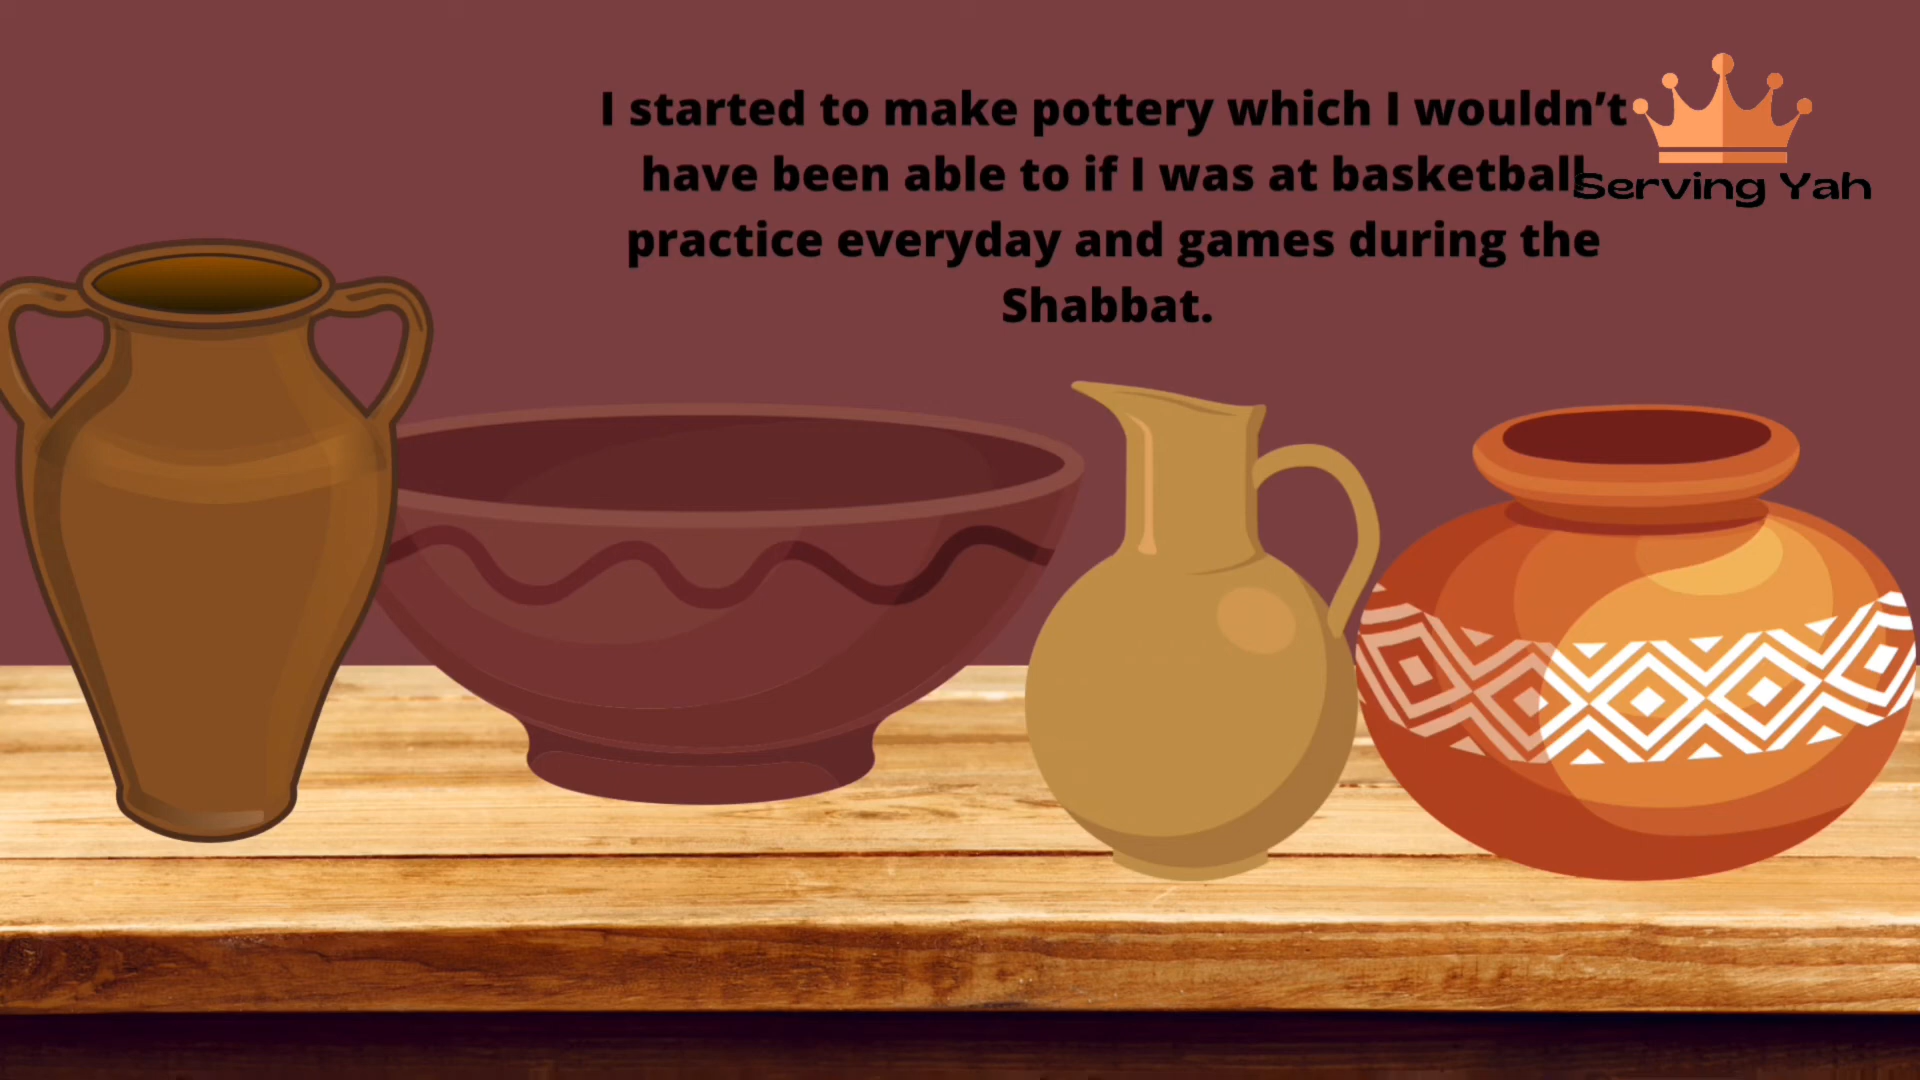 I started to make pottery which I wouldn’t
have been able to if I was at basketball
practice everyday and games during the
Shabbat.
Serving Yah